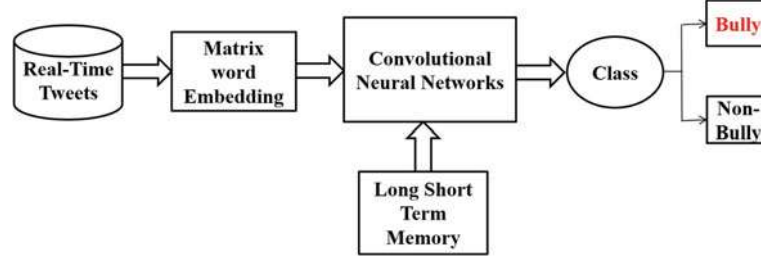 Real-Time
Tweets
Matrix
word
Embedding
Convolutional
Neural Networks
Class
Bully
Non-
Bully
Long Short
Term
Memory